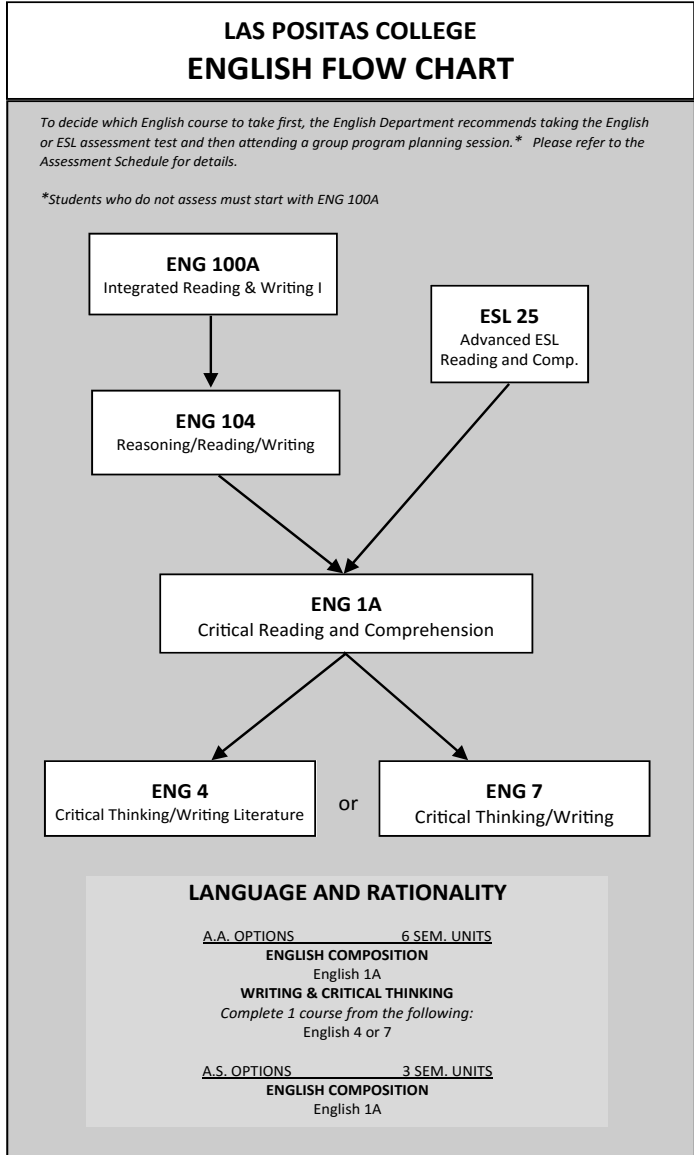 LAS POSITAS COLLEGE
ENGLISH FLOW CHART
To decide which English course to take first, the English Department recommends taking the English
or ESL assessment test and then attending a group program planning session.* Please refer to the
Assessment Schedule for details.
*Students who do not assess must start with ENG 100A
ENG 100A
Integrated Reading & Writing I
ESL 25
Advanced ESL
Reading and Comp.
ENG 104
Reasoning/Reading/Writing
ENG 1A
Critical Reading and Comprehension
ENG 4
Critical Thinking/Writing Literature
or
ENG 7
Critical Thinking/Writing
LANGUAGE AND RATIONALITY
A.A. OPTIONS 6 SEM. UNITS
ENGLISH COMPOSITION
English 1A
WRITING & CRITICAL THINKING
Complete 1 course from the following:
English 4 or 7
A.S. OPTIONS 3 SEM. UNITS
ENGLISH COMPOSITION
English 1A